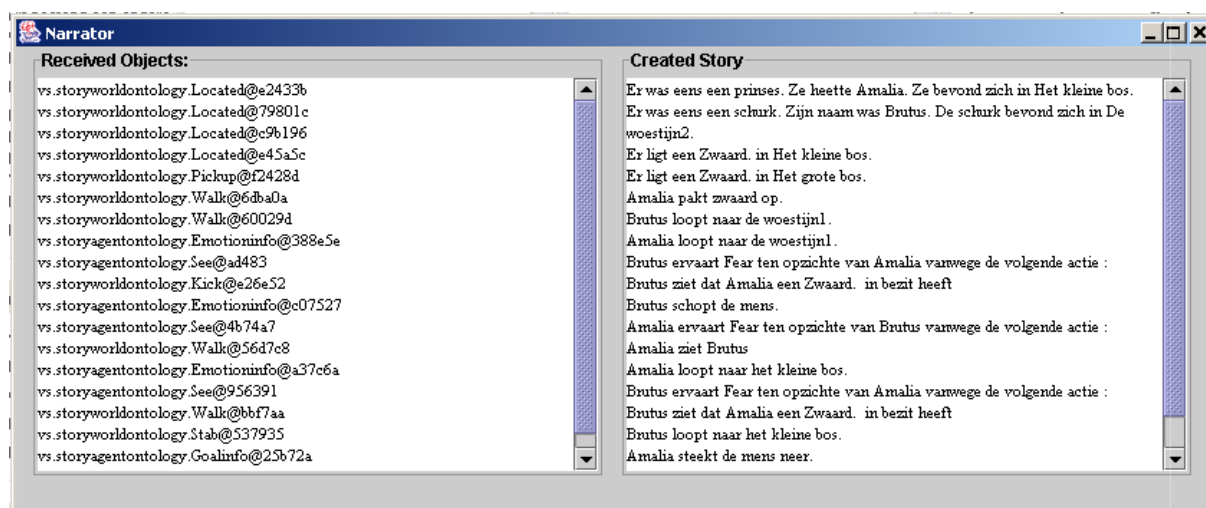 Narrator
Received Objects:
vs.storyworldontology.Located@e2433b
vs.storyworldontology.Located@79801c
vs.storyworldontology.Located@c9b196
vs.storyworldontology.Located@e45a5c
vs.storyworldontology.Pickup@f2428d
vs.storyworldontology.Walk@6dba0a
vs.storyworldontology.Walk@60029d
vs.storyagentontology.Emotioninfo@388e5e
vs.storyagentontology.See@ad483
vs.storyworldontology.Kick@e26e52
vs.storyagentontology.Emotioninfo@c07527
vs.storyagentontology.See@4b74a7
vs.storyworldontology.Walk@56d7c8
vs.storyagentontology.Emotioninfo@a37c6a
vs.storyagentontology.See@956391
vs.storyworldontology.Walk@bbf7aa
vs.storyworldontology.Stab@537935
vs.storyagentontology.Goalinfo@25b72a
Created Story
Er was eens een prinses. Ze heette Amalia. Ze bevond zich in Het kleine bos.
Er was eens een schurk. Zijn naam was Brutus. De schurk bevond zich in De
woestijn2.
Er ligt een Zwaard. in Het kleine bos.
Er ligt een Zwaard. in Het grote bos.
Amalia pakt zwaard op.
Brutus loopt naar de woestijn1.
Amalia loopt naar de woestijn1.
Brutus ervaart Fear ten opzichte van Amalia vanwege de volgende actie :
Brutus ziet dat Amalia een Zwaard.  in bezit heeft
Brutus schopt de mens.
Amalia ervaart Fear ten opzichte van Brutus vanwege de volgende actie :
Amalia ziet Brutus
Amalia loopt naar het kleine bos.
Brutus ervaart Fear ten opzichte van Amalia vanwege de volgende actie :
Brutus ziet dat Amalia een Zwaard.  in bezit heeft
Brutus loopt naar het kleine bos.
Amalia steekt de mens neer.